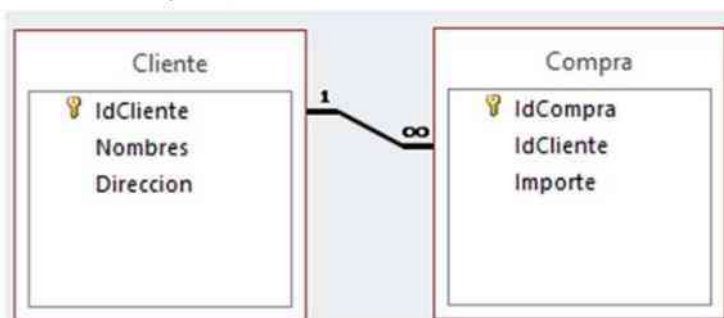 Cliente
IdCliente
Nombres
Direccion
1
∞
Compra
IdCompra
IdCliente
Importe